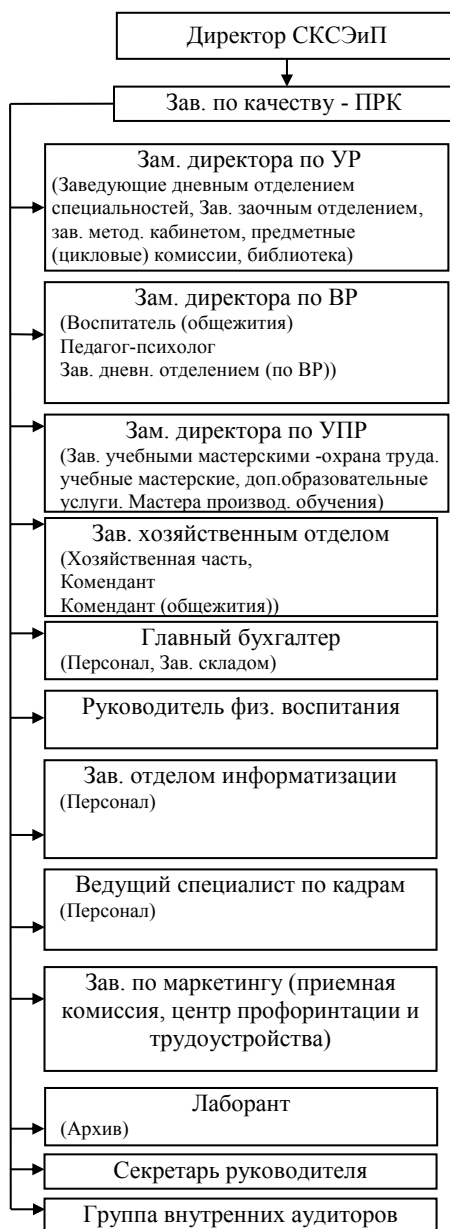 Директор СКСЭиП
Зав. по качеству - ПРК
Зам. директора по УР
(Заведующие дневным отделением
специальностей, Зав. заочным отделением,
зав. метод. кабинетом, предметные
(цикловые) комиссии, библиотека)
Зам. директора по ВР
(Воспитатель (общежития)
Педагог-психолог
Зав. дневн. отделением (по ВР))
Зам. директора по УПР
(Зав. учебными мастерскими -охрана труда.
учебные мастерские, доп.образовательные
услуги. Мастера производ. обучения)
Зав. хозяйственным отделом
(Хозяйственная часть,
Комендант
Комендант (общежития))
Главный бухгалтер
(Персонал, Зав. складом)
Руководитель физ. воспитания
Зав. отделом информатизации
(Персонал)
Ведущий специалист по кадрам
(Персонал)
Зав. по маркетингу (приемная
комиссия, центр профоринтации и
трудоустройства)
Лаборант
(Архив)
Секретарь руководителя
Группа внутренних аудиторов